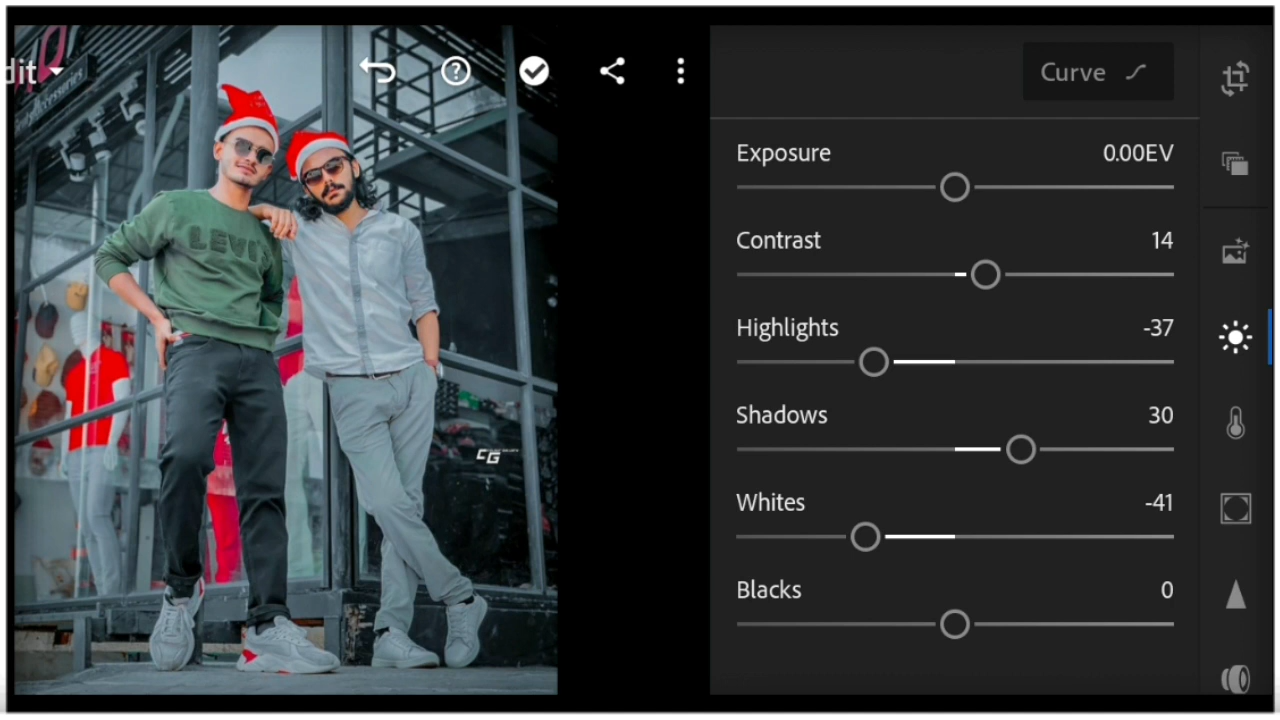 dit
Curve
Exposure 0.00EV
Contrast 14
Highlights -37
Shadows 30
Whites -41
Blacks 0
LEVI'
CG